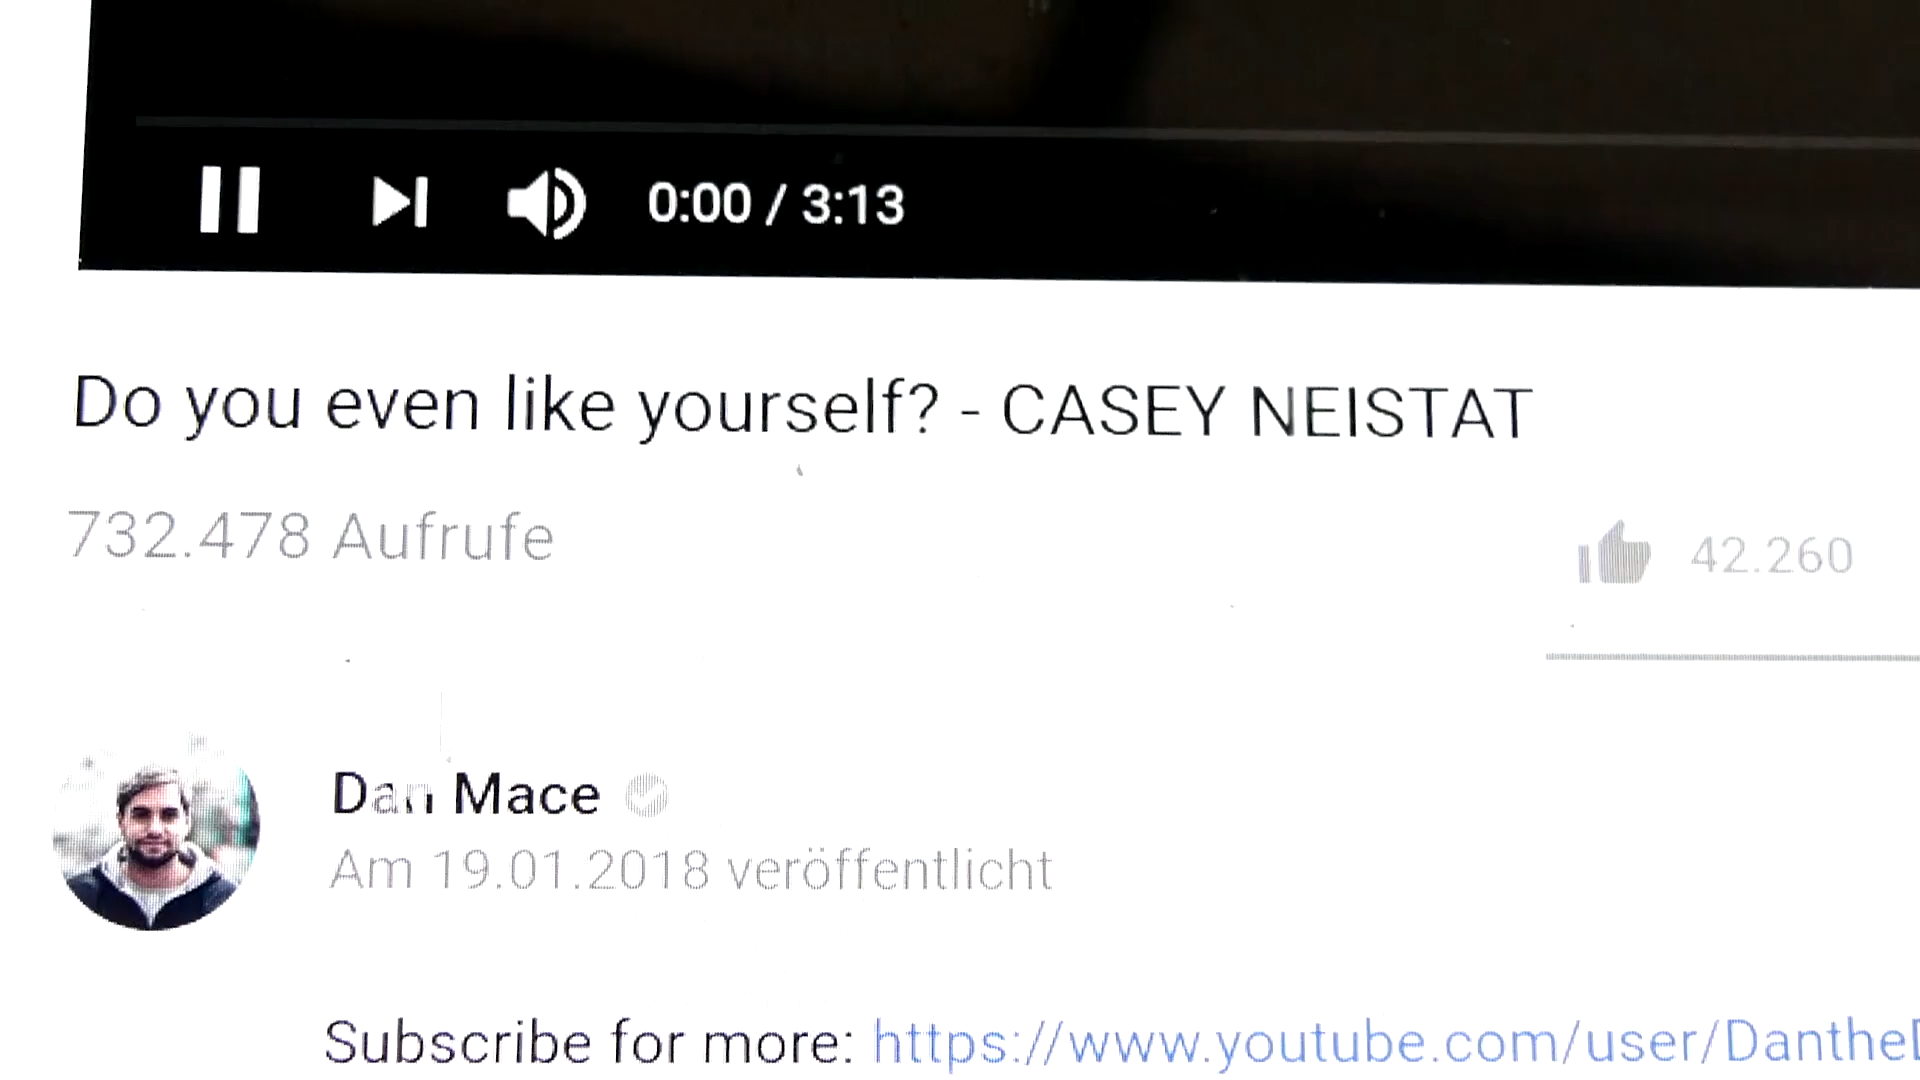 0:00 / 3:13
Do you even like yourself? - CASEY NEISTAT
732.478 Aufrufe
42.260
Dan Mace
Am 19.01.2018 veröffentlicht
Subscribe for more: https://www.youtube.com/user/Danthe